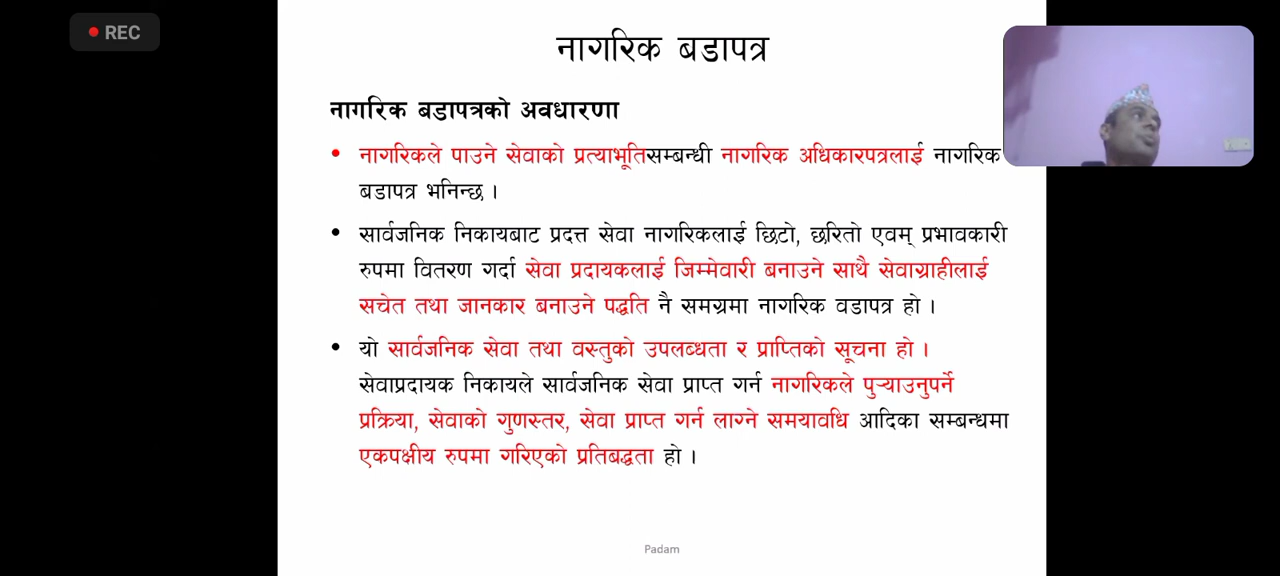 REC
नागरिक बडापत्र
नागरिक बडापत्रको अवधारणा
• नागरिकले पाउने सेवाको प्रत्याभूतिसम्बन्धी नागरिक अधिकारपत्रलाई नागरिक
बडापत्र भनिन्छ ।
• सार्वजनिक निकायबाट प्रदत्त सेवा नागरिकलाई छिटो, छरितो एवम् प्रभावकारी
रुपमा वितरण गर्दा सेवा प्रदायकलाई जिम्मेवारी बनाउने साथै सेवाग्राहीलाई
सचेत तथा जानकार बनाउने पद्धति नै समग्रमा नागरिक वडापत्र हो ।
• यो सार्वजनिक सेवा तथा वस्तुको उपलब्धता र प्राप्तिको सूचना हो ।
सेवाप्रदायक निकायले सार्वजनिक सेवा प्राप्त गर्न नागरिकले पुऱ्याउनुपर्ने
प्रक्रिया, सेवाको गुणस्तर, सेवा प्राप्त गर्न लाग्ने समयावधि आदिका सम्बन्धमा
एकपक्षीय रुपमा गरिएको प्रतिबद्धता हो ।
Padam